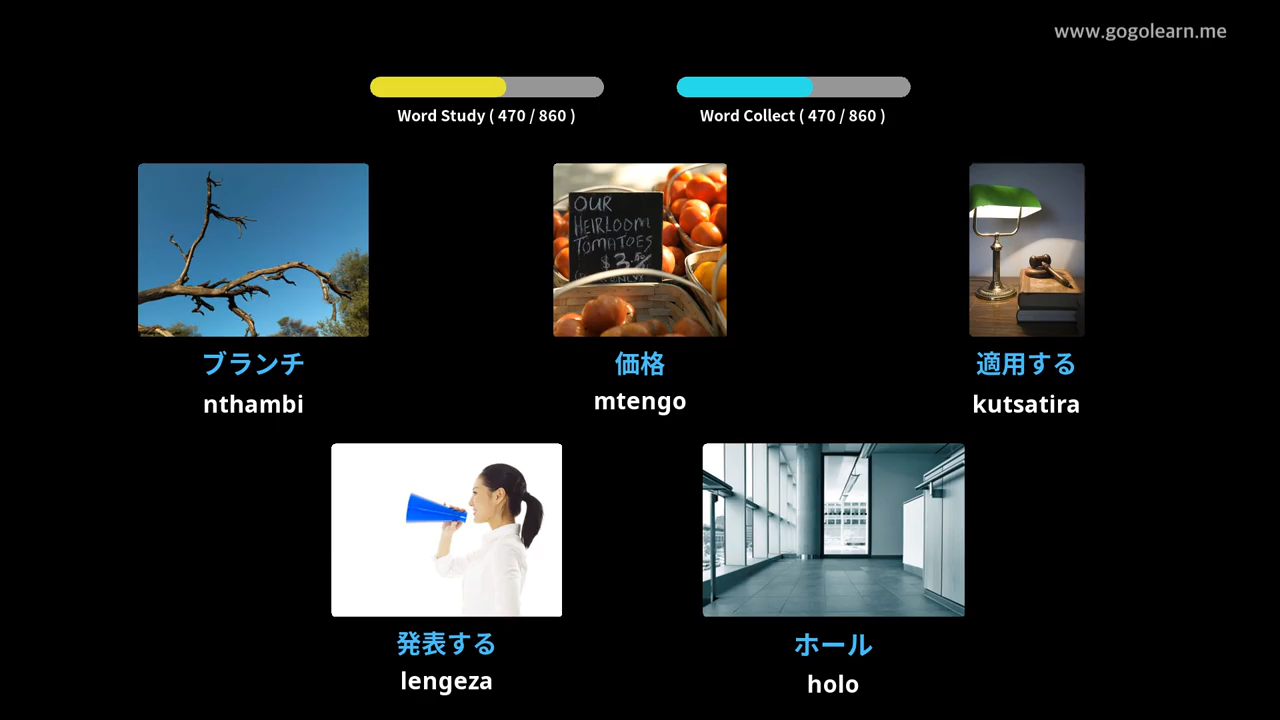 www.gogolearn.me
Word Study ( 470 / 860 )
Word Collect ( 470 / 860 )
OUR
HEIRLOOM
TOMATOES
ブランチ
nthambi
価格
mtengo
適用する
kutsatira
発表する
lengeza
ホール
holo